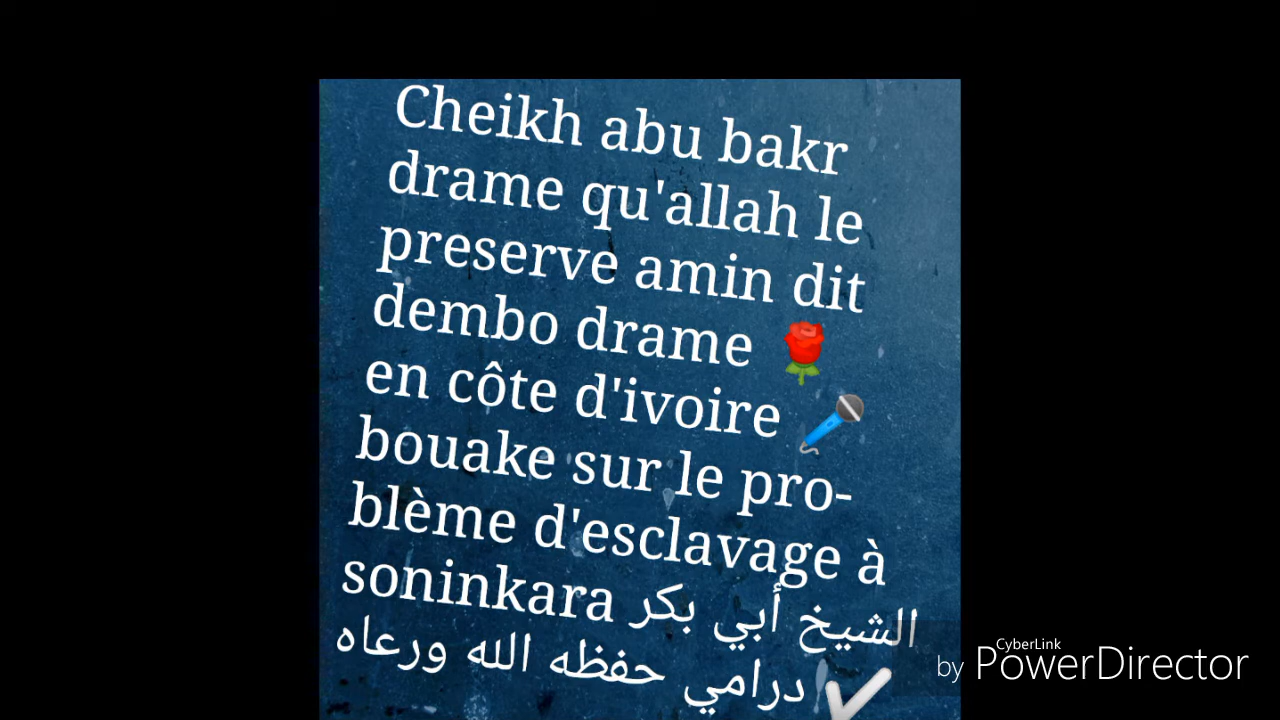 Cheikh abu bakr
drame qu'allah le
preserve amin dit
dembo drame 🌹
en côte d'ivoire 🎤
bouake sur le pro-
blème d'esclavage à
soninkara الشيخ أبي بكر
درامي حفظه الله ورعاه ✔
CyberLink
by PowerDirector